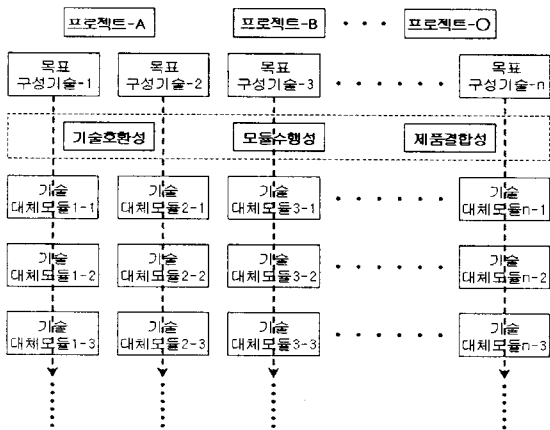 프로젝트-A 프로젝트-B 프로젝트-O
목표 목표 목표 목표
구성기술-1 구성기술-2 구성기술-3 구성기술-n
기술호환성 모듈수행성 제품결합성
기술 기술 기술 기술
대체모듈1-1 대체모듈2-1 대체모듈3-1 대체모듈n-1
기술 기술 기술 기술
대체모듈1-2 대체모듈2-2 대체모듈3-2 대체모듈n-2
기술 기술 기술 기술
대체모듈1-3 대체모듈2-3 대체모듈3-3 대체모듈n-3